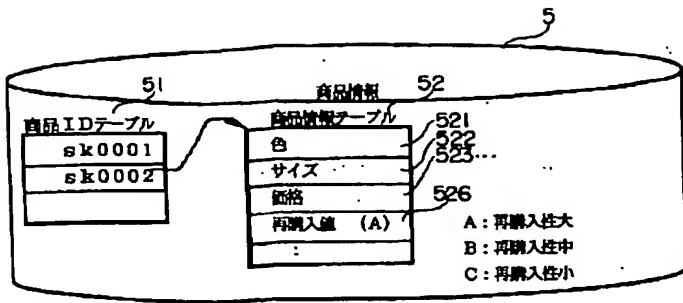 5
商品情報
51
52
商品IDテーブル
商品情報テーブル
sk0001
sk0002
521
色
522
サイズ
523…
価格
526
再購入値 (A)
:
A:再購入性大
B:再購入性中
C:再購入性小